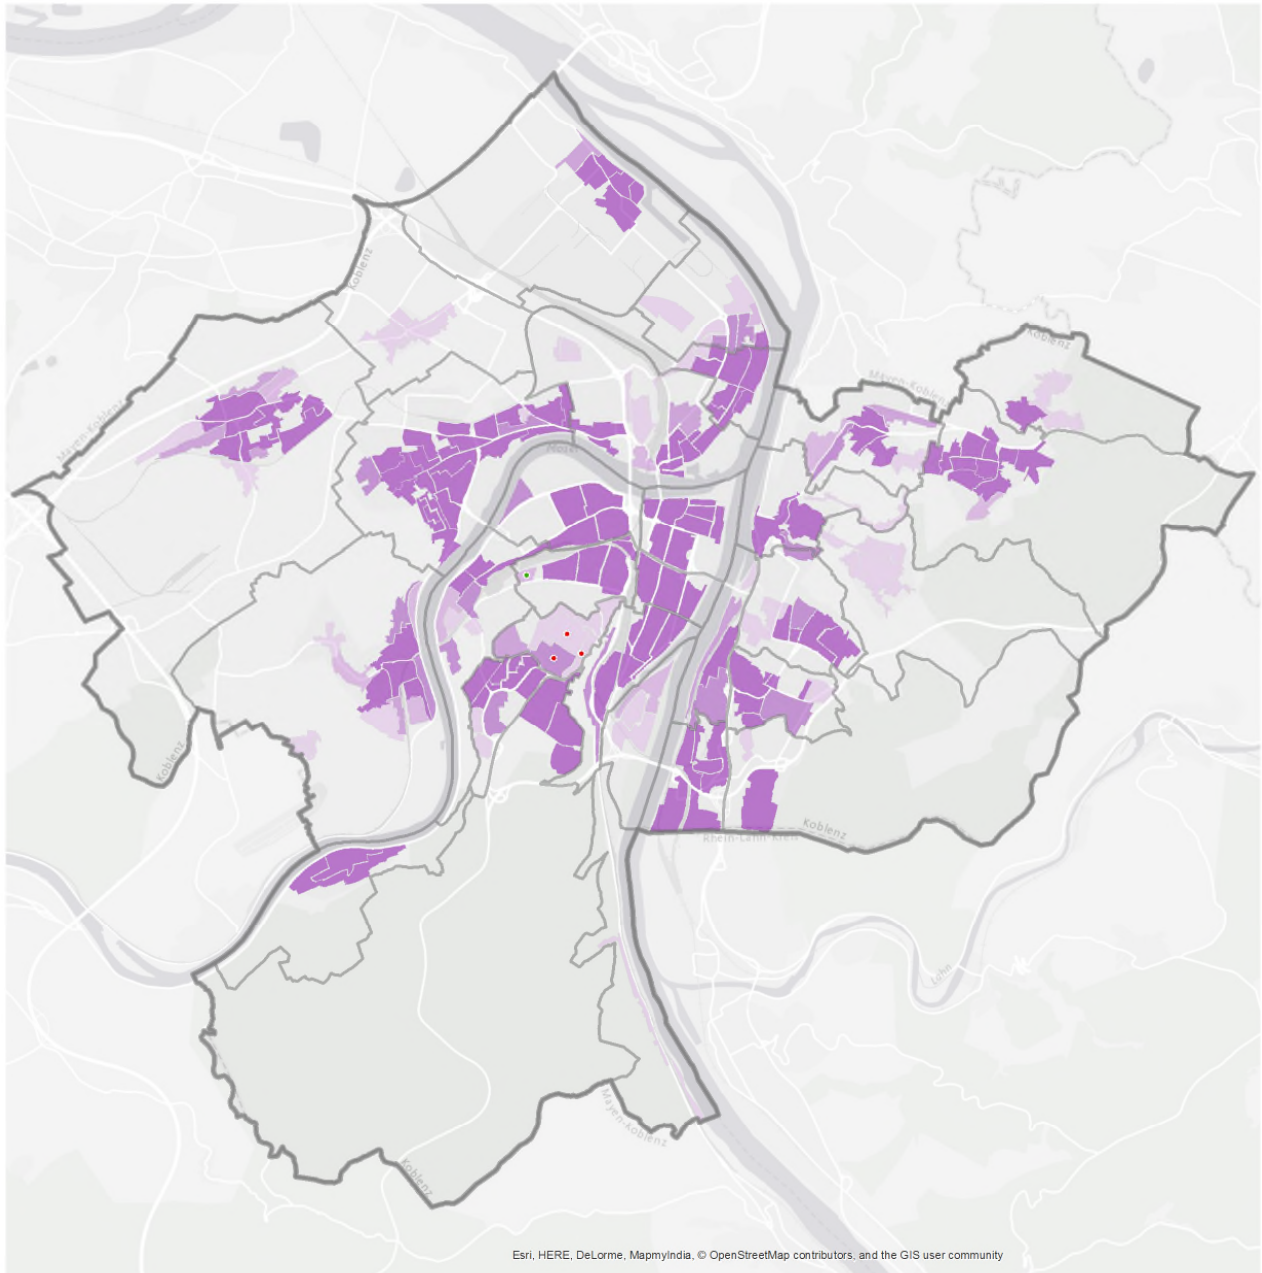 Koblenz
Koblenz
Mayen-Koblenz
Mayen-Koblenz
Mosel
Koblenz
Koblenz
Rhein-Lahn-Kreis
Lahn
Mayen-Koblenz
Koblenz
Esri, HERE, DeLorme, MapmyIndia, © OpenStreetMap contributors, and the GIS user community